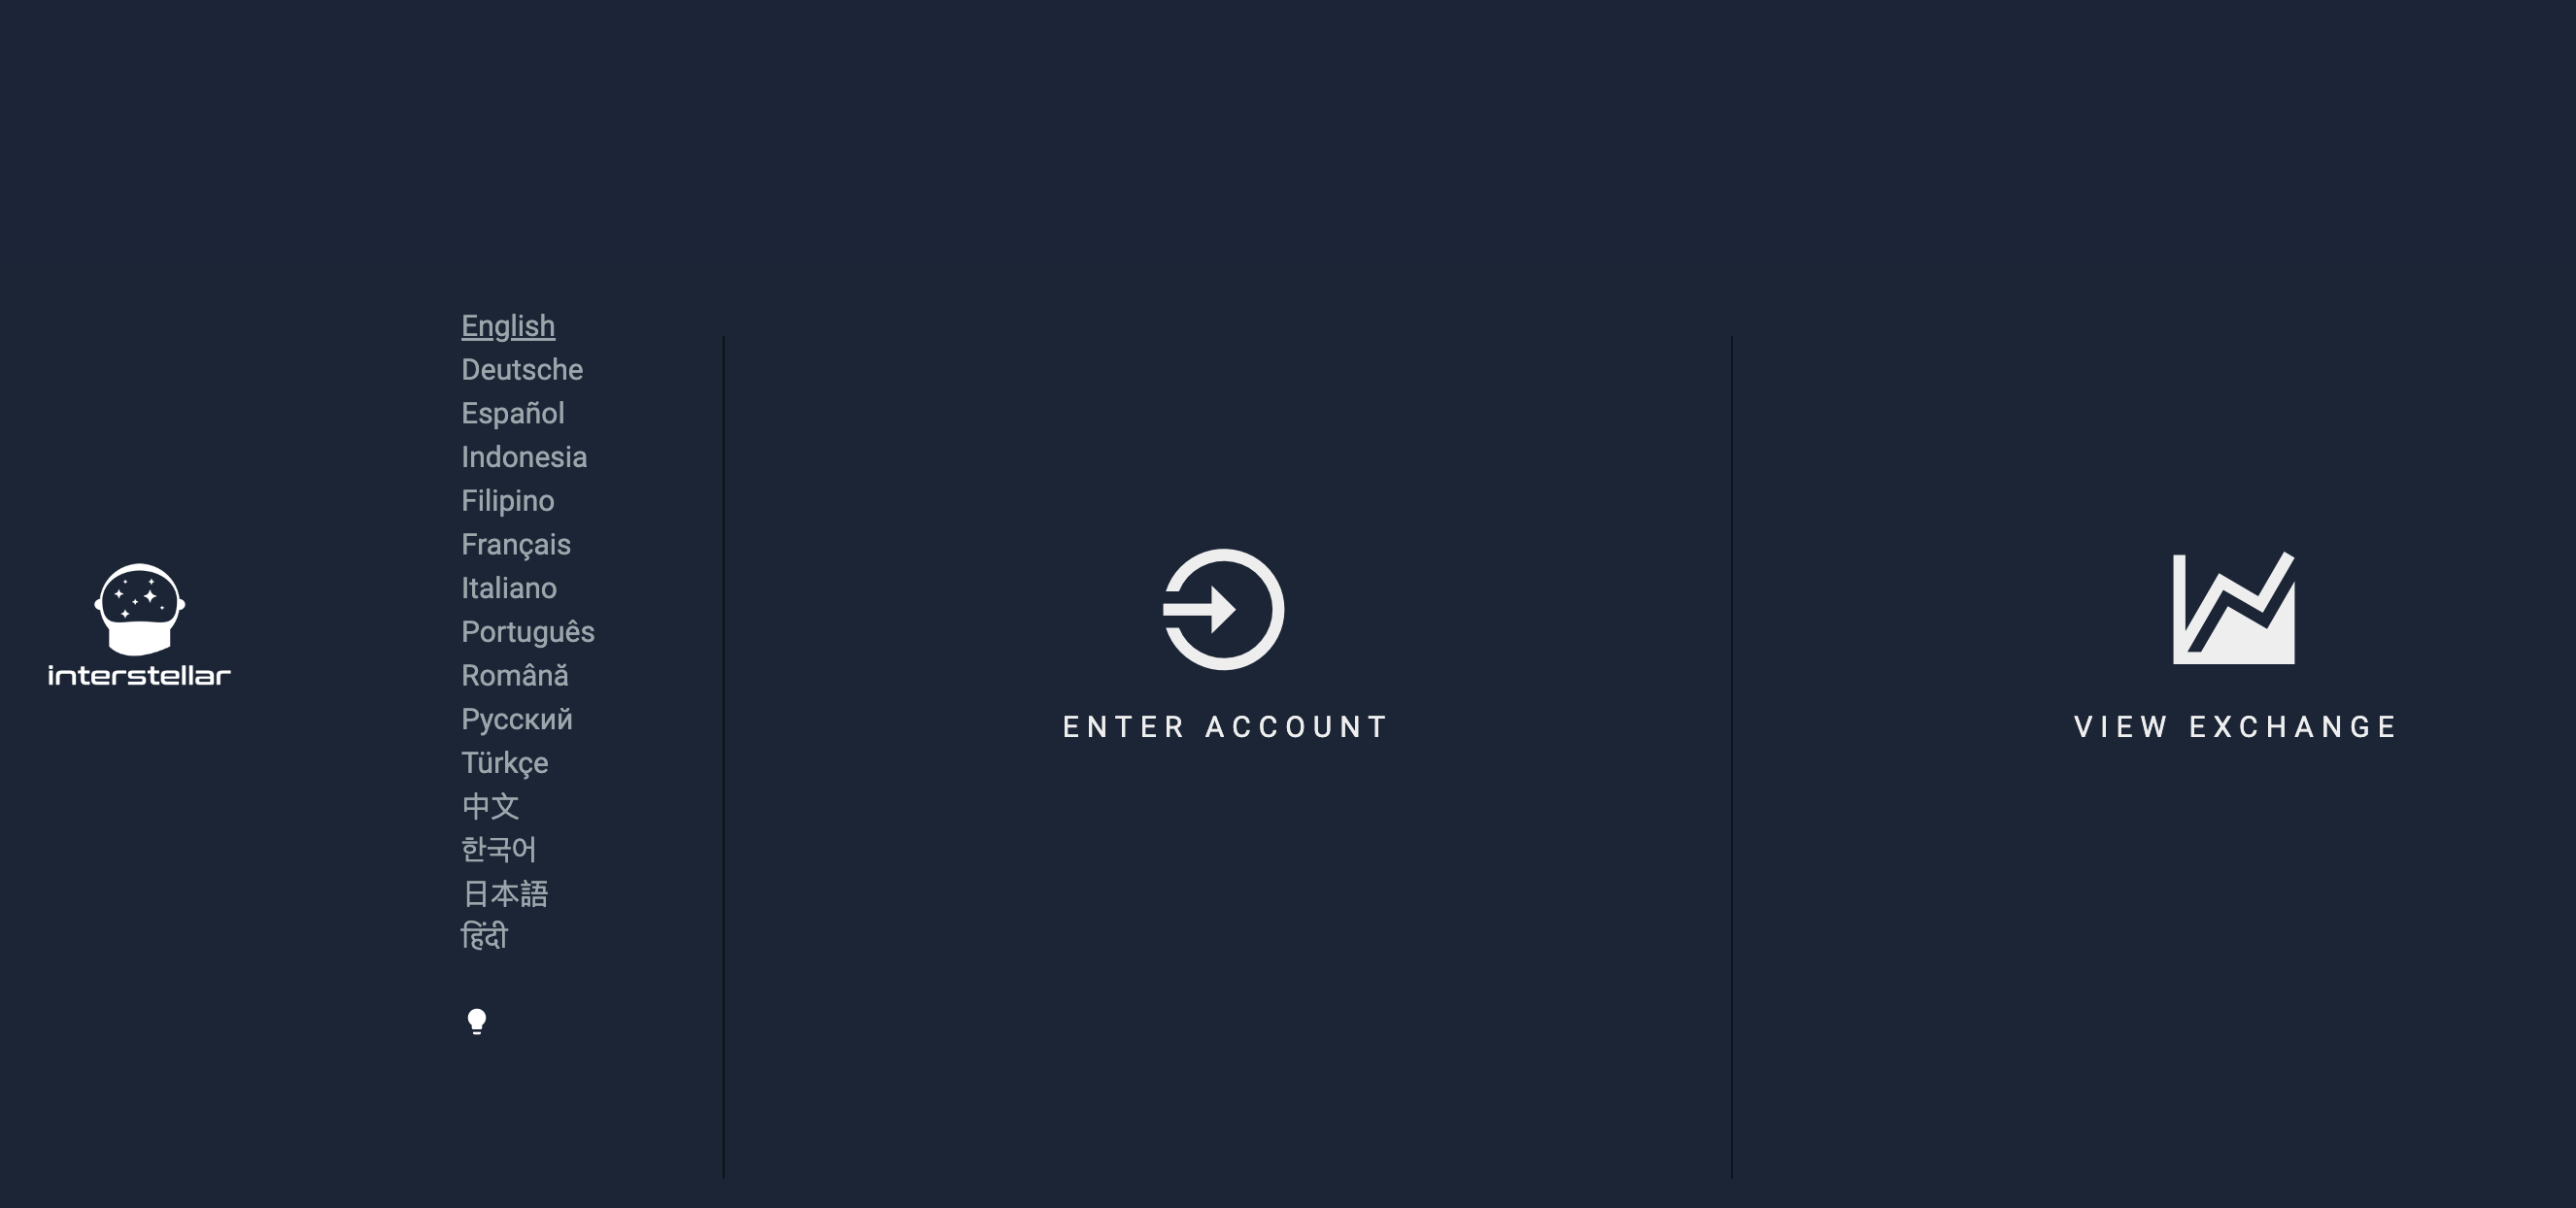 interstellar
English
Deutsche
Español
Indonesia
Filipino
Français
Italiano
Português
Română
Русский
Türkçe
中文
한국어
日本語
हिंदी
ENTER ACCOUNT
VIEW EXCHANGE